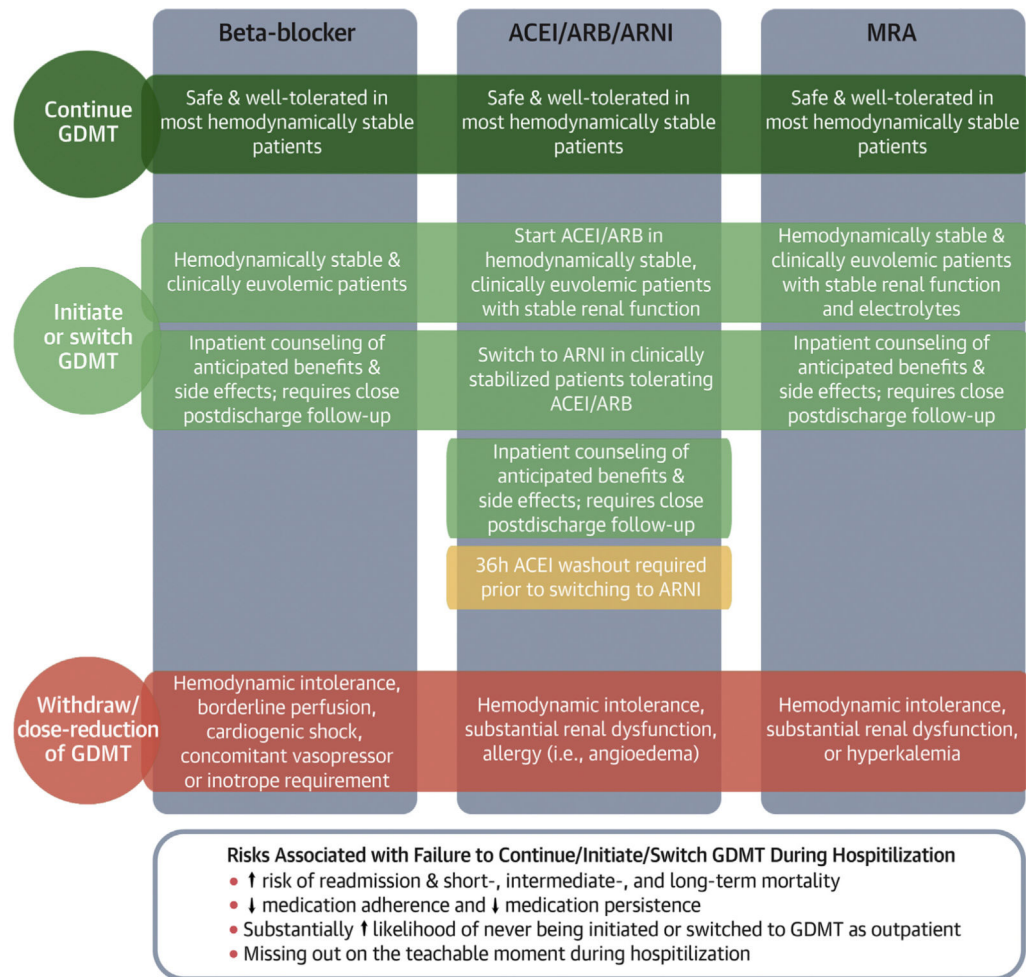 Beta-blocker
ACEI/ARB/ARNI
MRA
Continue
GDMT
Safe & well-tolerated in
most hemodynamically stable
patients
Safe & well-tolerated in
most hemodynamically stable
patients
Safe & well-tolerated in
most hemodynamically stable
patients
Initiate
or switch
GDMT
Hemodynamically stable &
clinically euvolemic patients
Start ACEI/ARB in
hemodynamically stable,
clinically euvolemic patients
with stable renal function
Hemodynamically stable &
clinically euvolemic patients
with stable renal function
and electrolytes
Inpatient counseling of
anticipated benefits &
side effects; requires close
postdischarge follow-up
Switch to ARNI in clinically
stabilized patients tolerating
ACEI/ARB
Inpatient counseling of
anticipated benefits &
side effects; requires close
postdischarge follow-up
Inpatient counseling of
anticipated benefits &
side effects; requires close
postdischarge follow-up
36h ACEI washout required
prior to switching to ARNI
Withdraw/
dose-reduction
of GDMT
Hemodynamic intolerance,
borderline perfusion,
cardiogenic shock,
concomitant vasopressor
or inotrope requirement
Hemodynamic intolerance,
substantial renal dysfunction,
allergy (i.e., angioedema)
Hemodynamic intolerance,
substantial renal dysfunction,
or hyperkalemia
Risks Associated with Failure to Continue/Initiate/Switch GDMT During Hospitilization
• ↑ risk of readmission & short-, intermediate-, and long-term mortality
• ↓ medication adherence and ↓ medication persistence
• Substantially ↑ likelihood of never being initiated or switched to GDMT as outpatient
• Missing out on the teachable moment during hospitilization